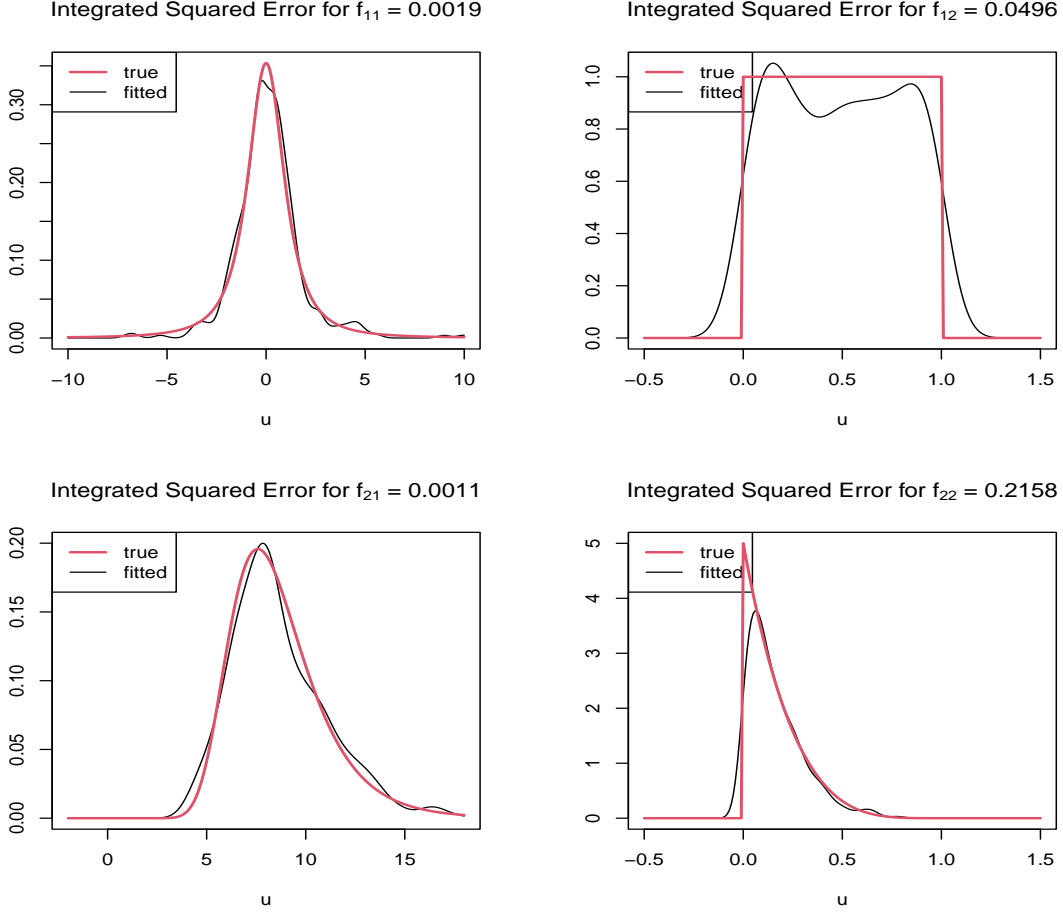 Integrated Squared Error for f₁₁ = 0.0019
true
fitted
0.00
0.10
0.20
0.30
−10
−5
0
5
10
u
Integrated Squared Error for f₁₂ = 0.0496
true
fitted
0.0
0.2
0.4
0.6
0.8
1.0
−0.5
0.0
0.5
1.0
1.5
u
Integrated Squared Error for f₂₁ = 0.0011
true
fitted
0.00
0.05
0.10
0.15
0.20
0
5
10
15
u
Integrated Squared Error for f₂₂ = 0.2158
true
fitted
0
1
2
3
4
5
−0.5
0.0
0.5
1.0
1.5
u